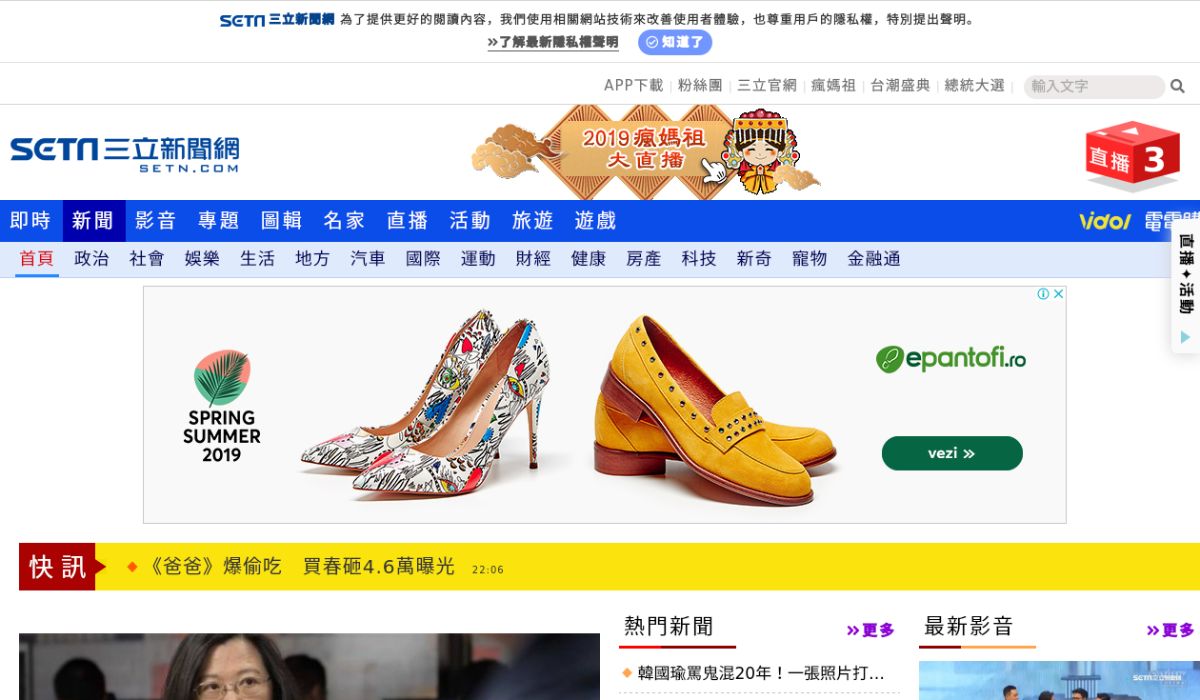 SETN 三立新聞網 為了提供更好的閱讀內容，我們使用相關網站技術來改善使用者體驗，也尊重用戶的隱私權，特別提出聲明。
»了解最新隱私權聲明 知道了
APP下載 | 粉絲團 | 三立官網 | 瘋媽祖 | 台潮盛典 | 總統大選 | 輸入文字
SETN 三立新聞網
SETN.COM
2019瘋媽祖
大直播
直播 3
即時 新聞 影音 專題 圖輯 名家 直播 活動 旅遊 遊戲 Vidol 電電購
首頁 政治 社會 娛樂 生活 地方 汽車 國際 運動 財經 健康 房產 科技 新奇 寵物 金融通
直播✦活動
SPRING
SUMMER
2019
epantofi.ro
vezi »
快訊 ◆《爸爸》爆偷吃 買春砸4.6萬曝光 22:06
熱門新聞 »更多
最新影音 »更多
韓國瑜罵鬼混20年！一張照片打...
SETN三立新聞網